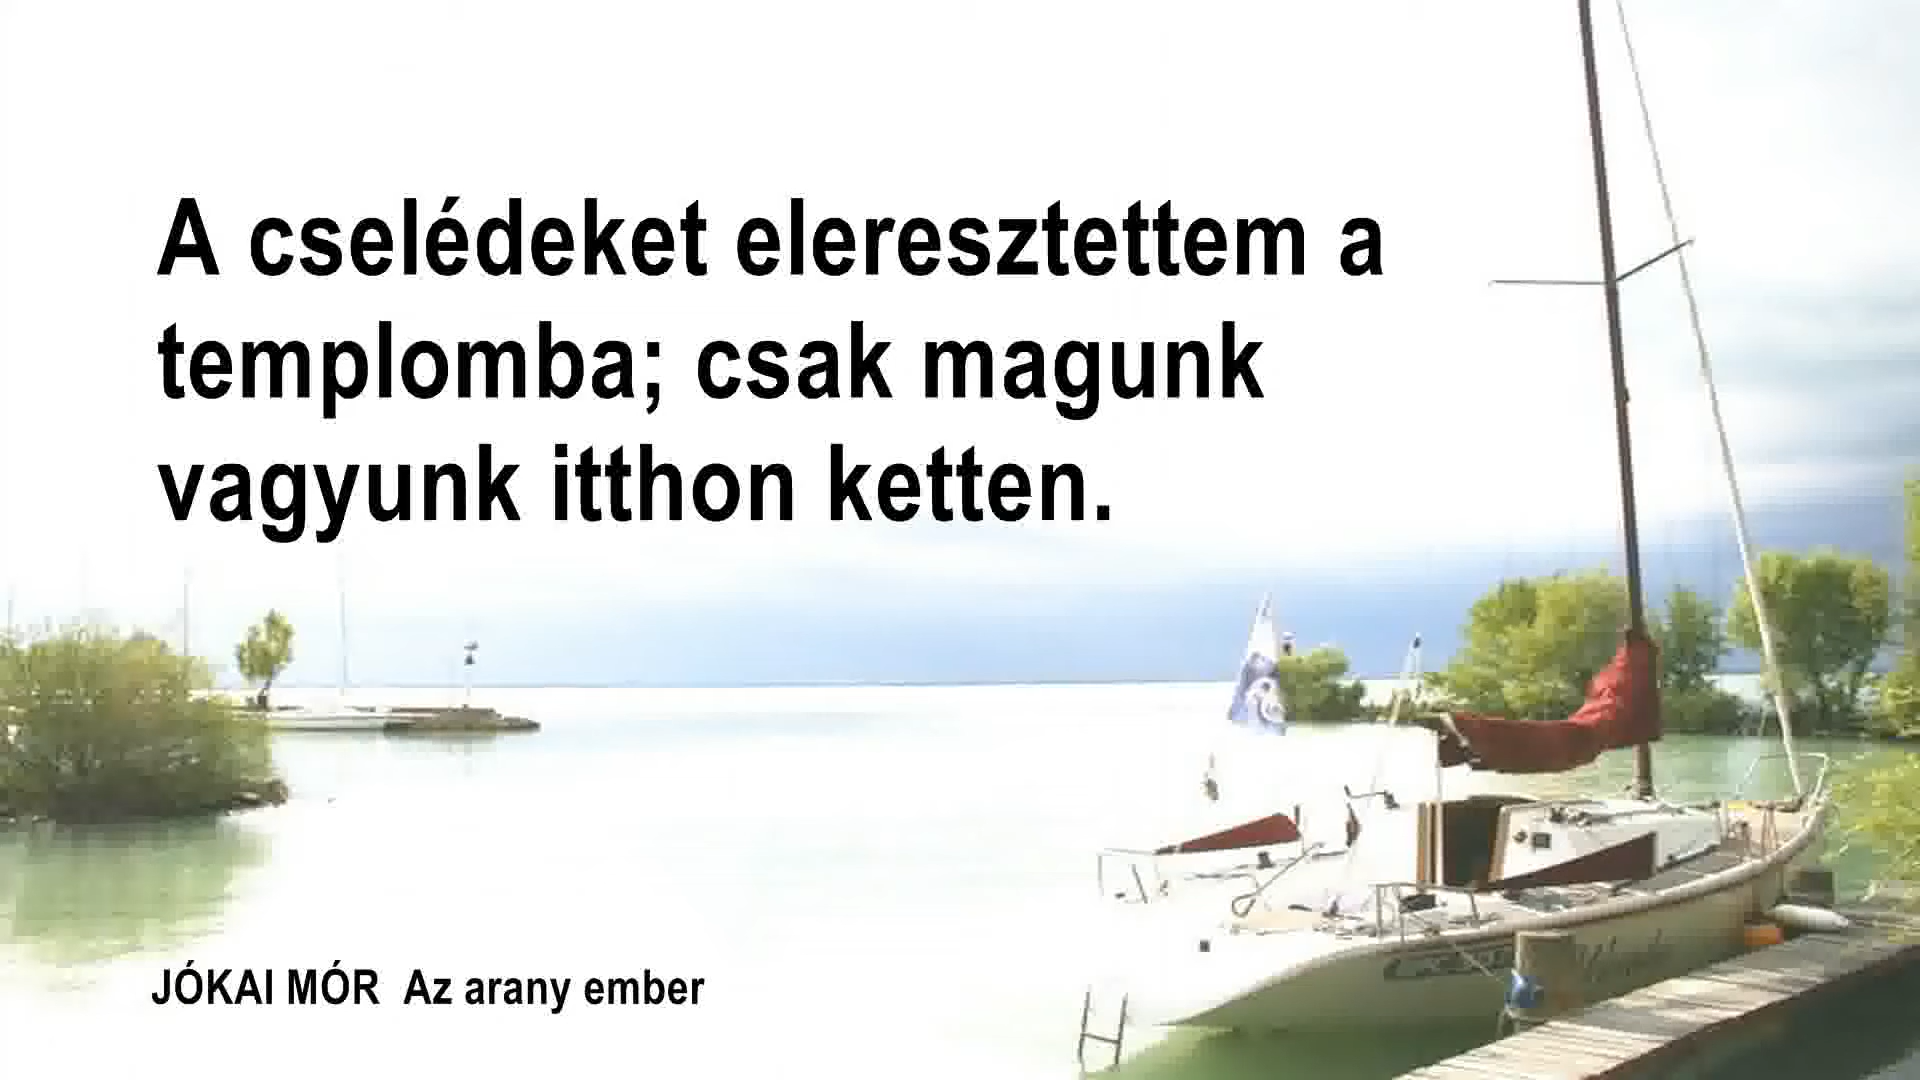 A cselédeket eleresztettem a
templomba; csak magunk
vagyunk itthon ketten.
JÓKAI MÓR Az arany ember